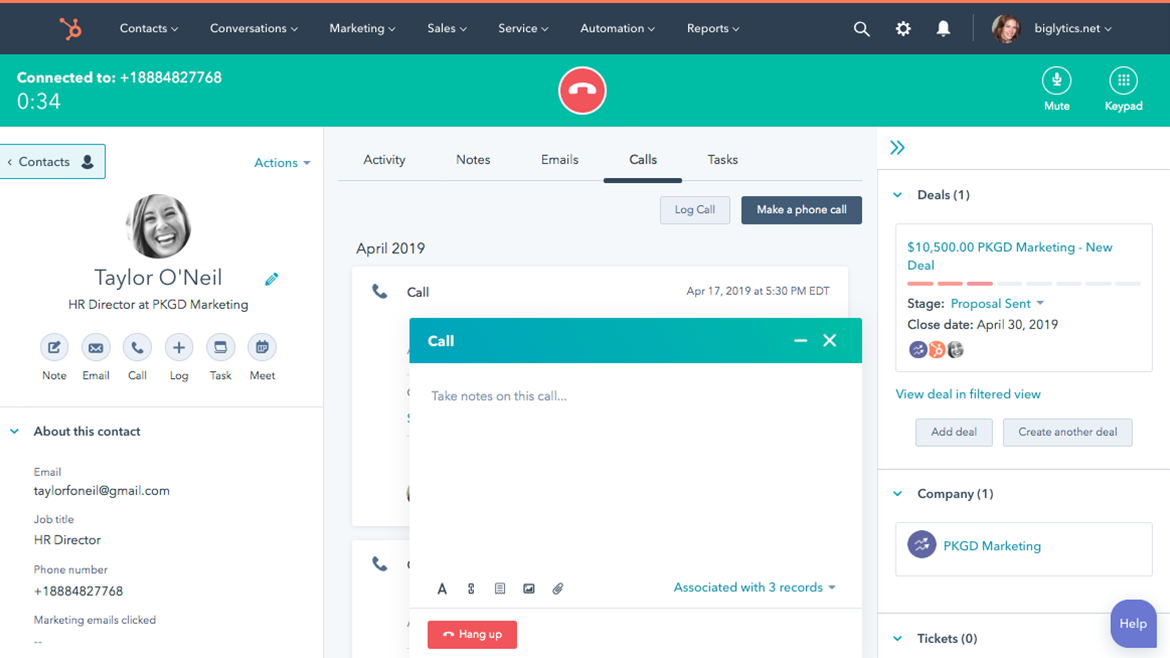 Contacts Conversations Marketing Sales Service Automation Reports biglytics.net
Connected to: +18884827768
0:34
Mute Keypad
Contacts
Actions
Taylor O'Neil
HR Director at PKGD Marketing
Note Email Call Log Task Meet
About this contact
Email
taylorfoneil@gmail.com
Job title
HR Director
Phone number
+18884827768
Marketing emails clicked
--
Activity Notes Emails Calls Tasks
Log Call Make a phone call
April 2019
Call Apr 17, 2019 at 5:30 PM EDT
Call
Take notes on this call...
Associated with 3 records
Hang up
Deals (1)
$10,500.00 PKGD Marketing - New
Deal
Stage: Proposal Sent
Close date: April 30, 2019
View deal in filtered view
Add deal Create another deal
Company (1)
PKGD Marketing
Help
Tickets (0)